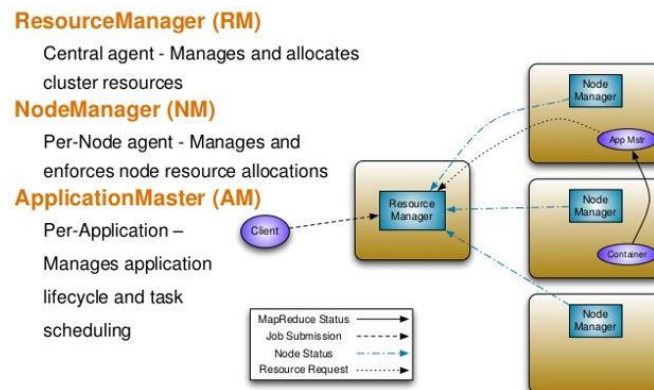 ResourceManager (RM)
Central agent - Manages and allocates
cluster resources
NodeManager (NM)
Per-Node agent - Manages and
enforces node resource allocations
ApplicationMaster (AM)
Per-Application –
Manages application
lifecycle and task
scheduling
Client
Resource
Manager
Node
Manager
App Mstr
Node
Manager
Container
Node
Manager
MapReduce Status
Job Submission
Node Status
Resource Request